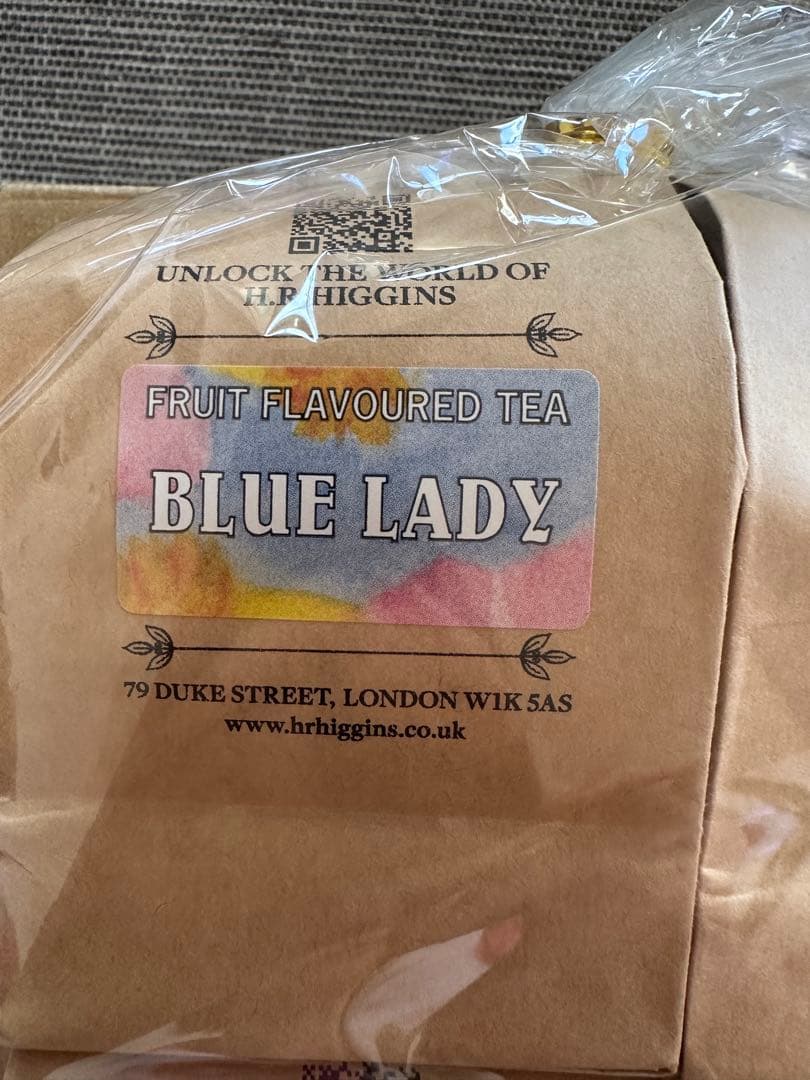 UNLOCK THE WORLD OF
H.R.HIGGINS
FRUIT FLAVOURED TEA
BLUE LADY
79 DUKE STREET, LONDON W1K 5AS
www.hrhiggins.co.uk